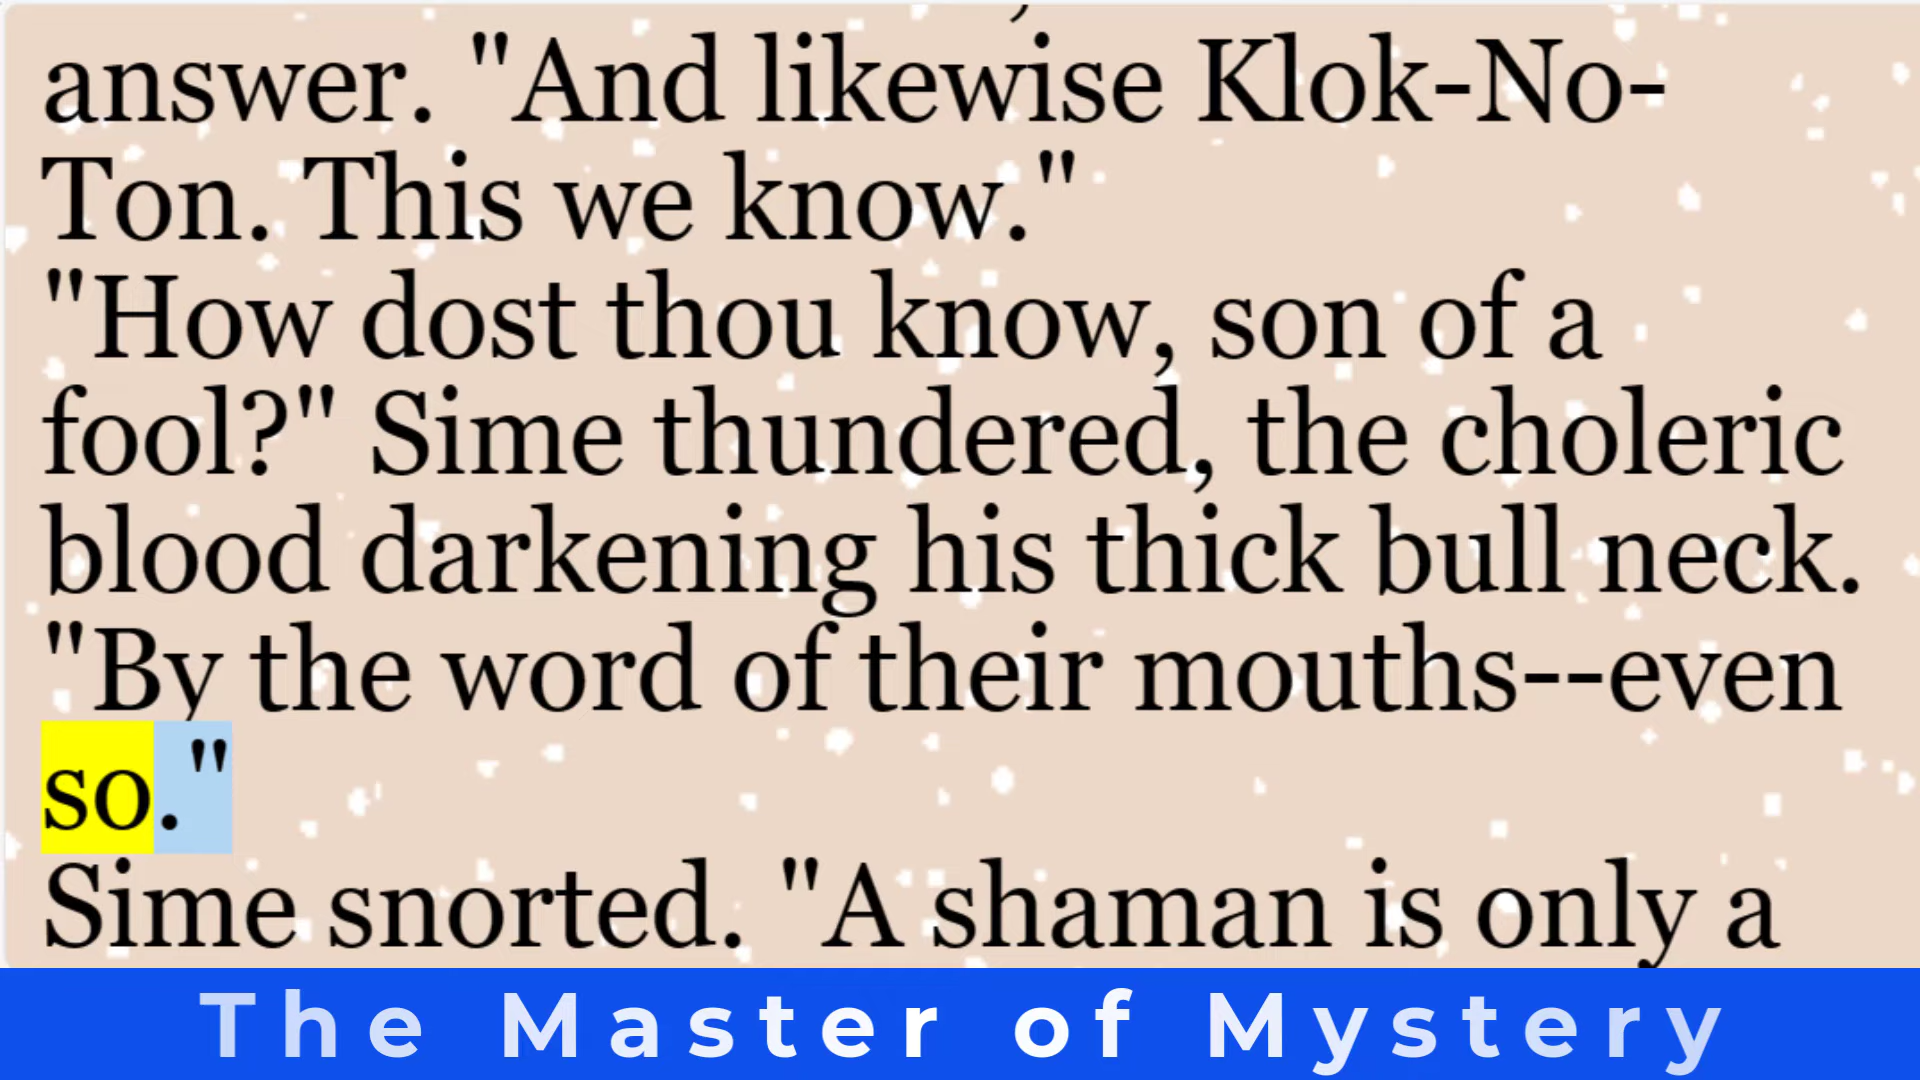 answer. "And likewise Klok-No-
Ton. This we know."
"How dost thou know, son of a
fool?" Sime thundered, the choleric
blood darkening his thick bull neck.
"By the word of their mouths--even
so."
Sime snorted. "A shaman is only a
The Master of Mystery